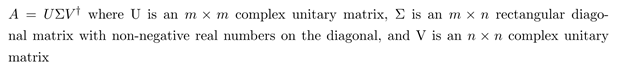 A = UΣV† where U is an m × m complex unitary matrix, Σ is an m × n rectangular diago-
nal matrix with non-negative real numbers on the diagonal, and V is an n × n complex unitary
matrix